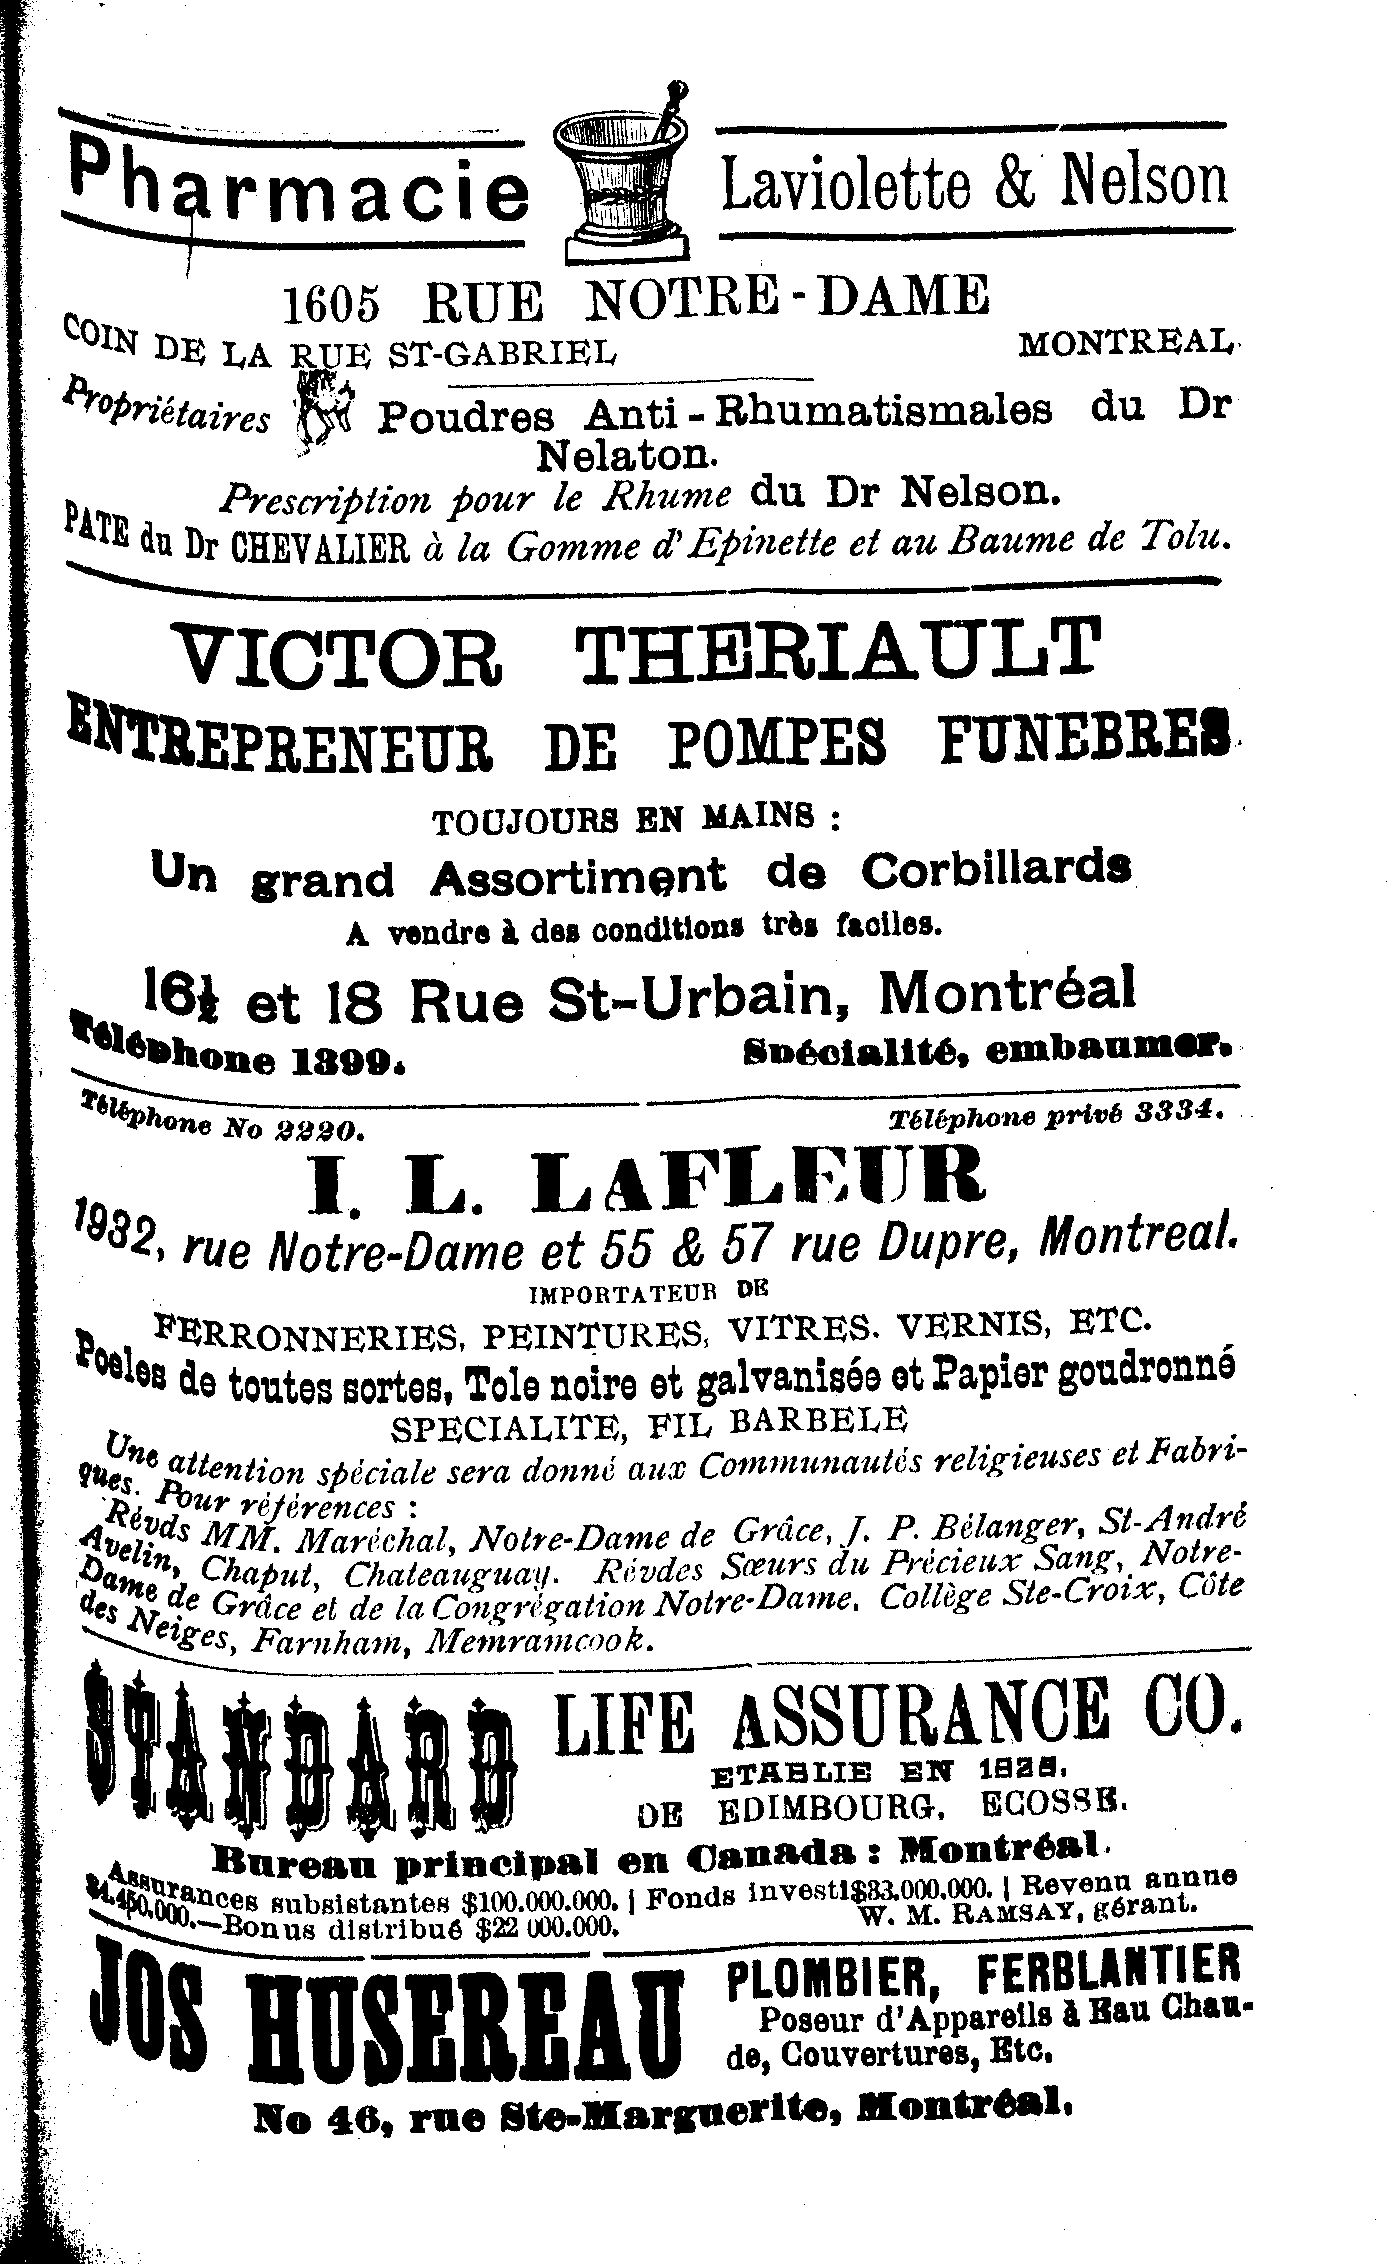 Pharmacie Laviolette & Nelson
1605 RUE NOTRE-DAME
COIN DE LA RUE ST-GABRIEL MONTREAL
Propriétaires Poudres Anti-Rhumatismales du Dr
Nelaton.
Prescription pour le Rhume du Dr Nelson.
PATE du Dr CHEVALIER à la Gomme d'Epinette et au Baume de Tolu.
VICTOR THERIAULT
ENTREPRENEUR DE POMPES FUNEBRES
TOUJOURS EN MAINS :
Un grand Assortiment de Corbillards
A vendre à des conditions très faciles.
16½ et 18 Rue St-Urbain, Montréal
Téléphone 1399. Spécialité, embaumer.
Téléphone No 2220. Téléphone privé 3334.
I. L. LAFLEUR
1932, rue Notre-Dame et 55 & 57 rue Dupre, Montreal.
IMPORTATEUR DE
FERRONNERIES, PEINTURES, VITRES. VERNIS, ETC.
Poeles de toutes sortes, Tole noire et galvanisée et Papier goudronné
SPECIALITE, FIL BARBELE
Une attention spéciale sera donné aux Communautés religieuses et Fabri-
ques. Pour références :
Révds MM. Maréchal, Notre-Dame de Grâce, J. P. Bélanger, St-André
Avelin, Chaput, Chateauguay. Révdes Sœurs du Précieux Sang, Notre-
Dame de Grâce et de la Congrégation Notre-Dame. Collège Ste-Croix, Côte
des Neiges, Farnham, Memramcook.
STANDARD LIFE ASSURANCE CO.
ETABLIE EN 1825.
DE EDIMBOURG, ECOSSE.
Bureau principal en Canada : Montréal.
Assurances subsistantes $100.000.000. | Fonds investi $33.000.000. | Revenu annue
$4.450.000.—Bonus distribué $22 000.000. W. M. RAMSAY, gérant.
JOS HUSEREAU PLOMBIER, FERBLANTIER
Poseur d'Appareils à Eau Chau-
de, Couvertures, Etc.
No 46, rue Ste-Marguerite, Montréal.